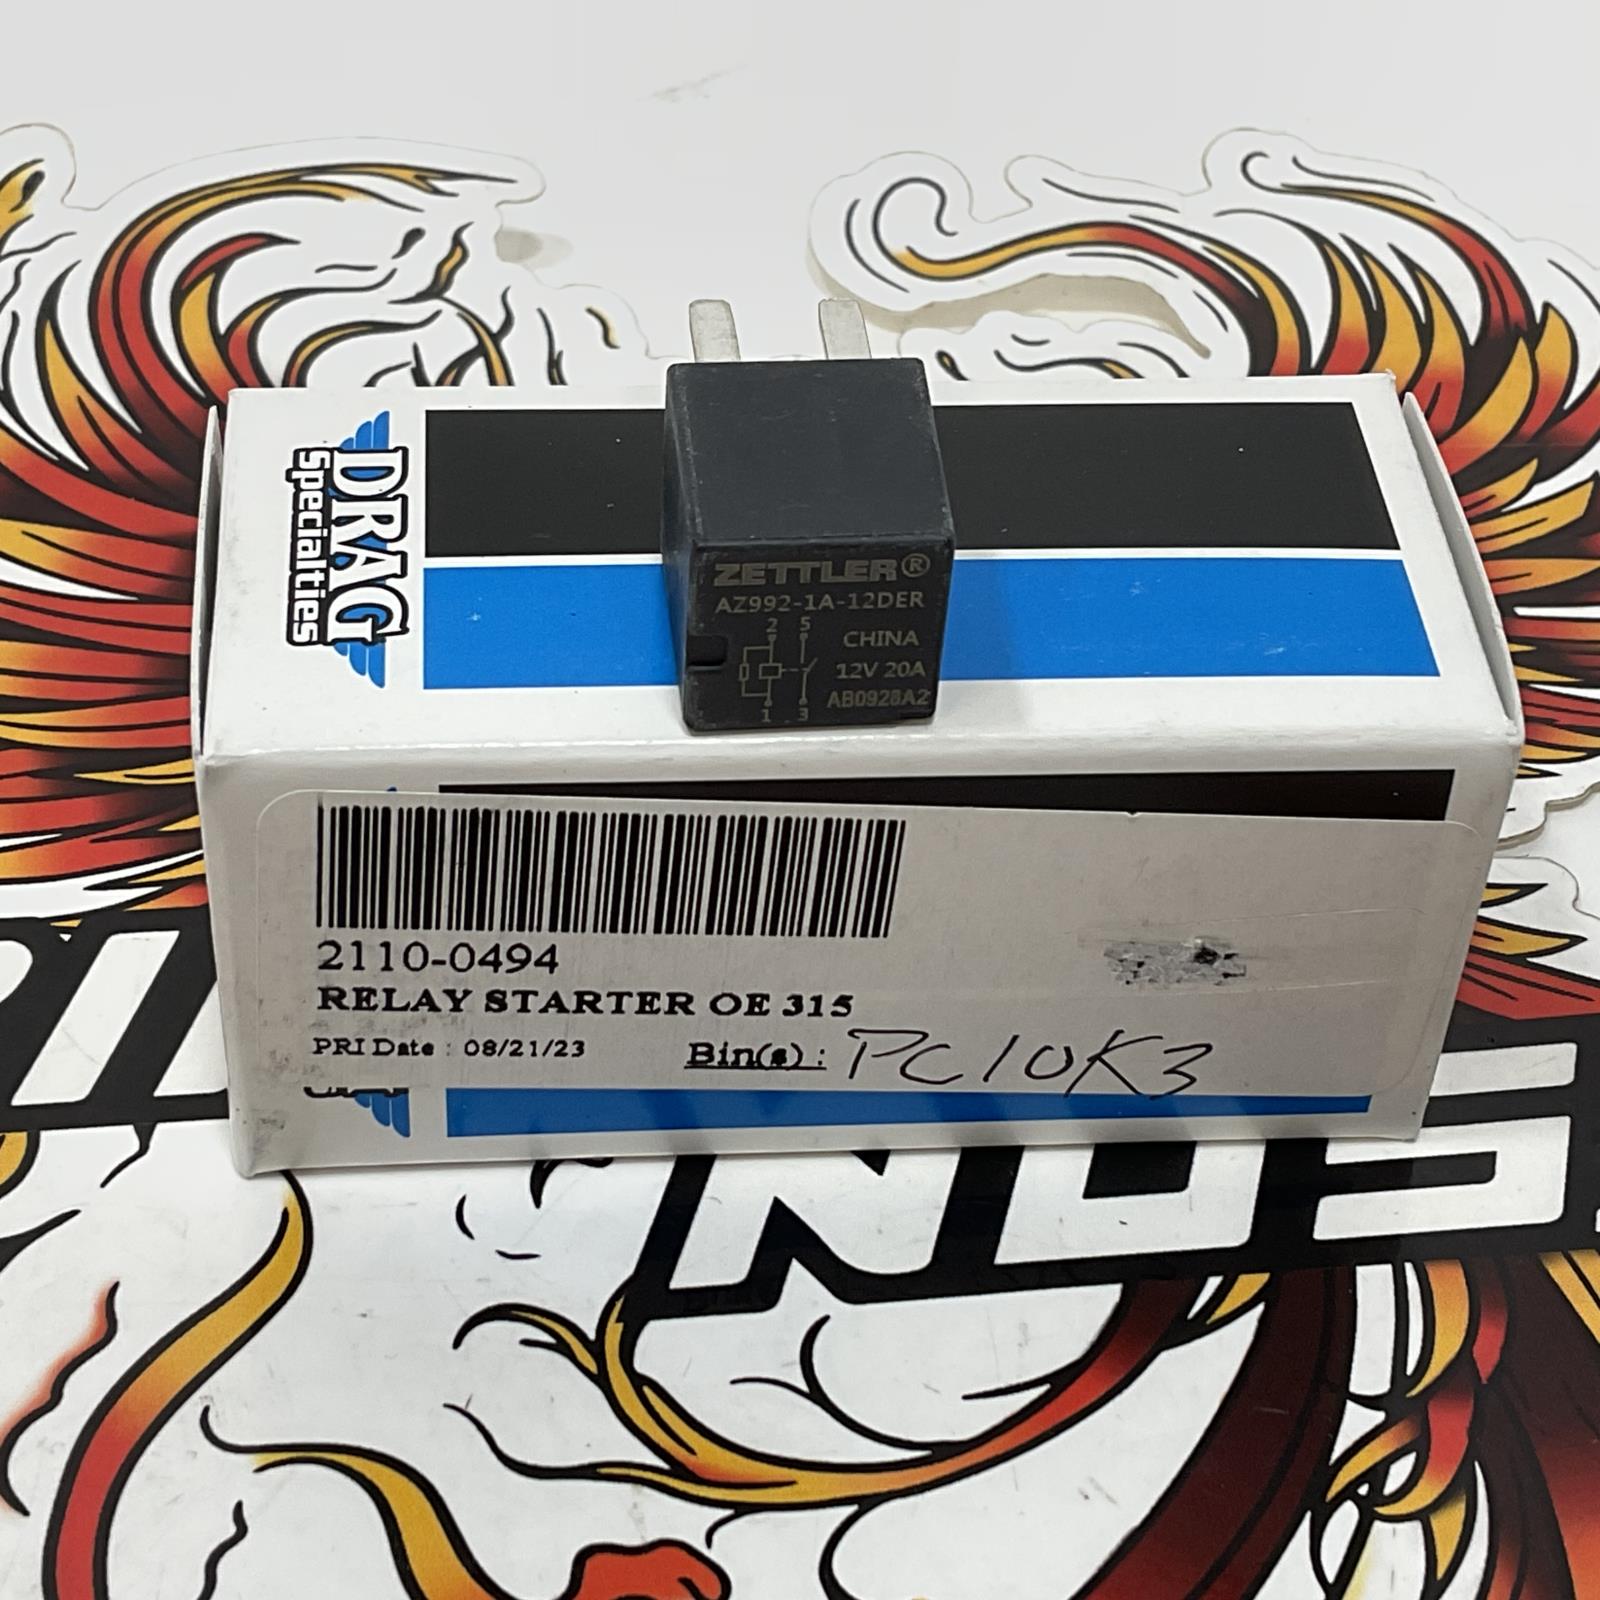 DRAG
Specialties
ZETTLER®
AZ992-1A-12DER
2 5
CHINA
12V 20A
AB0928A2
1 3
2110-0494
RELAY STARTER OE 315
PRI Date : 08/21/23
Bin(s) : PC10K3